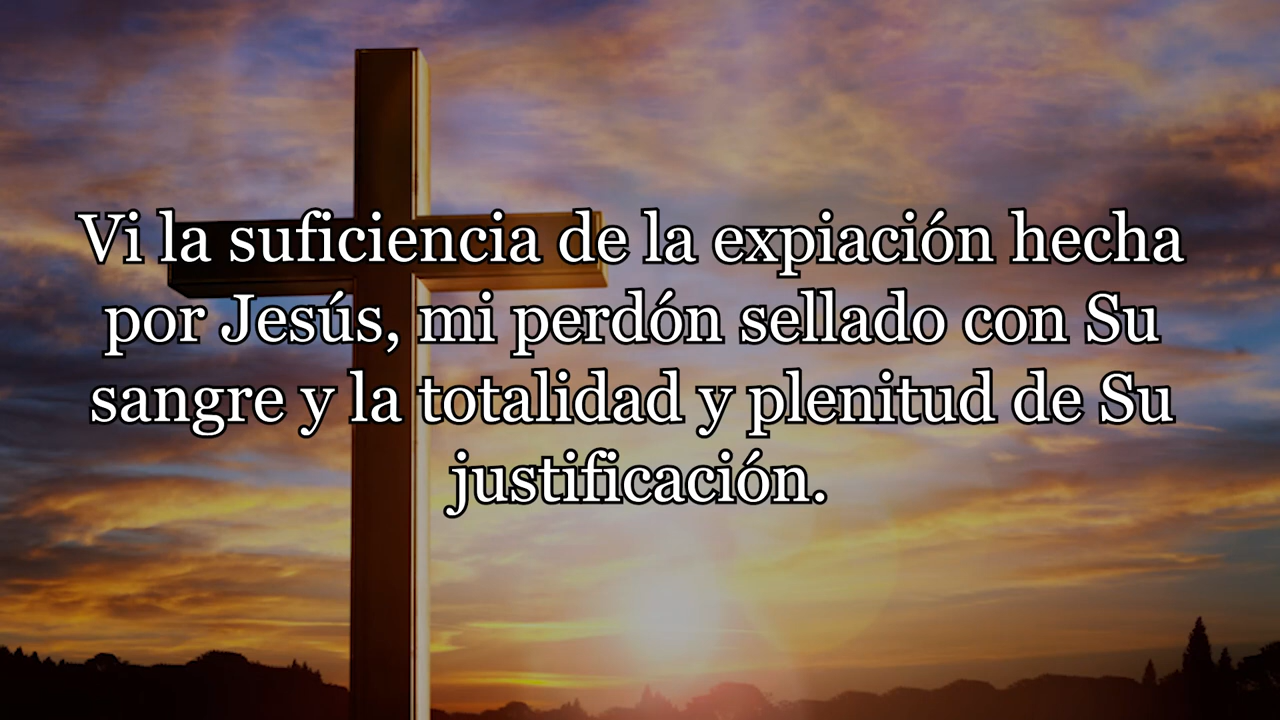 Vi la suficiencia de la expiación hecha
por Jesús, mi perdón sellado con Su
sangre y la totalidad y plenitud de Su
justificación.